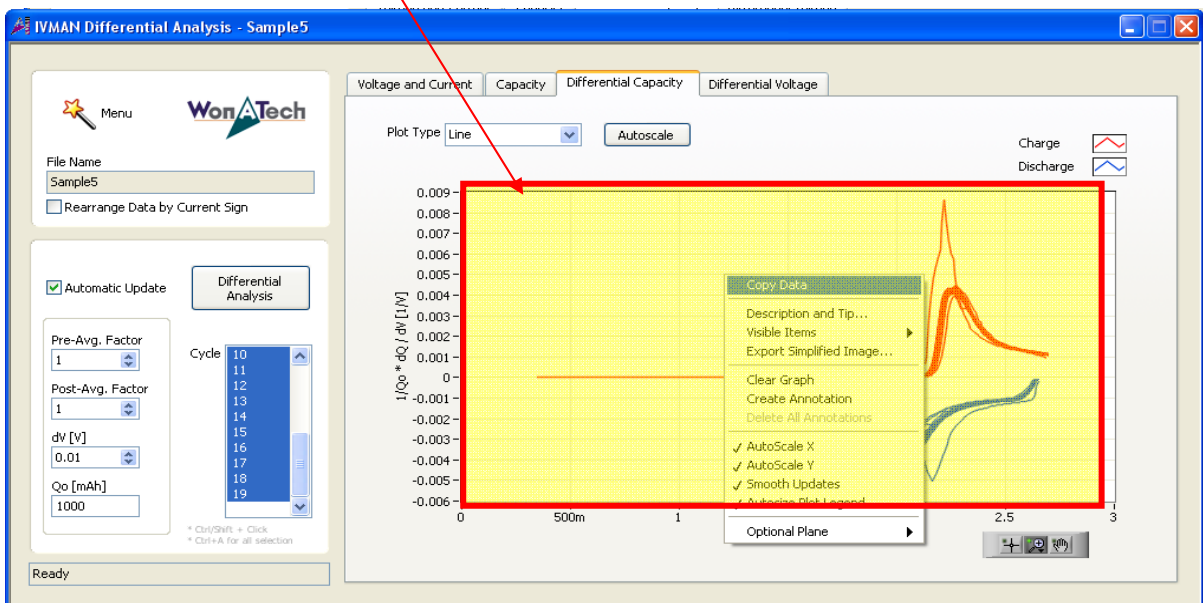 IVMAN Differential Analysis - Sample5
Menu
WonATech
File Name
Sample5
Rearrange Data by Current Sign
Automatic Update
Differential
Analysis
Pre-Avg. Factor
1
Post-Avg. Factor
1
dV [V]
0.01
Qo [mAh]
1000
Cycle
10
11
12
13
14
15
16
17
18
19
* Ctrl/Shift + Click
* Ctrl+A for all selection
Ready
Voltage and Current
Capacity
Differential Capacity
Differential Voltage
Plot Type Line
Autoscale
Charge
Discharge
1/Qo * dQ / dV [1/V]
0.009
0.008
0.007
0.006
0.005
0.004
0.003
0.002
0.001
0
-0.001
-0.002
-0.003
-0.004
-0.005
-0.006
0 500m 1 2.5 3
Copy Data
Description and Tip...
Visible Items
Export Simplified Image...
Clear Graph
Create Annotation
Delete All Annotations
AutoScale X
AutoScale Y
Smooth Updates
Autosize Plot Legend
Optional Plane